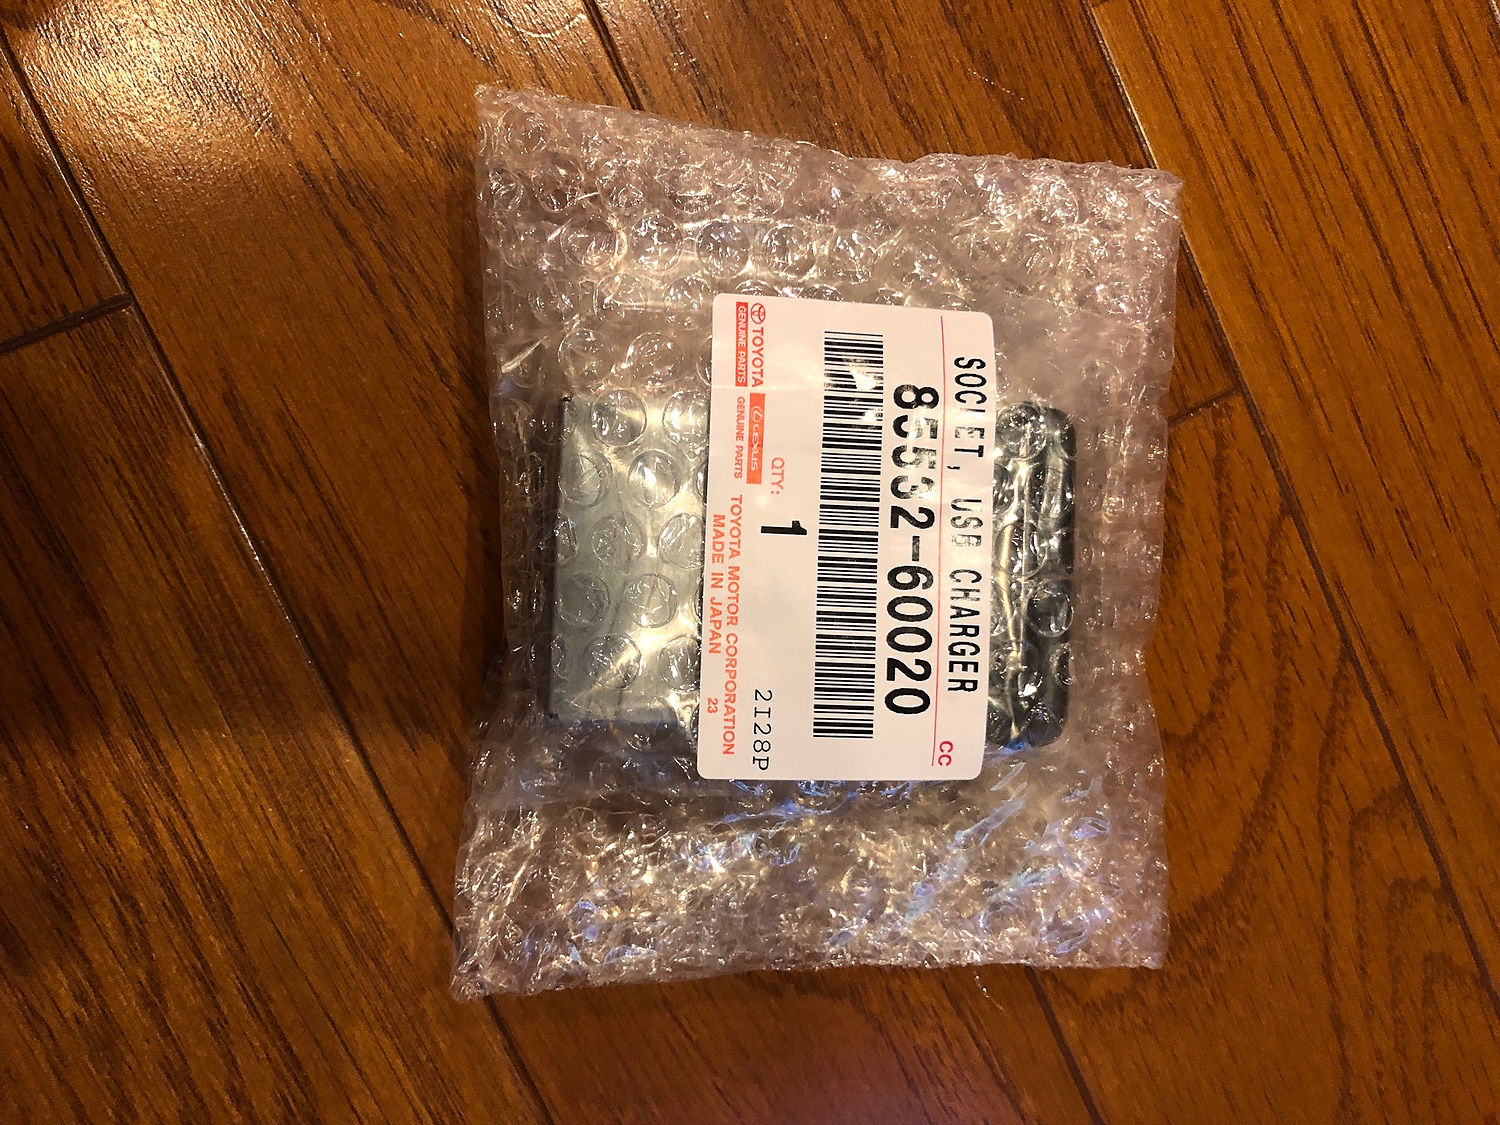 SOCKET, USB CHARGER
CC
85532-60020
QTY: 1
2I28P
TOYOTA
GENUINE PARTS
LEXUS
GENUINE PARTS
TOYOTA MOTOR CORPORATION
MADE IN JAPAN
23